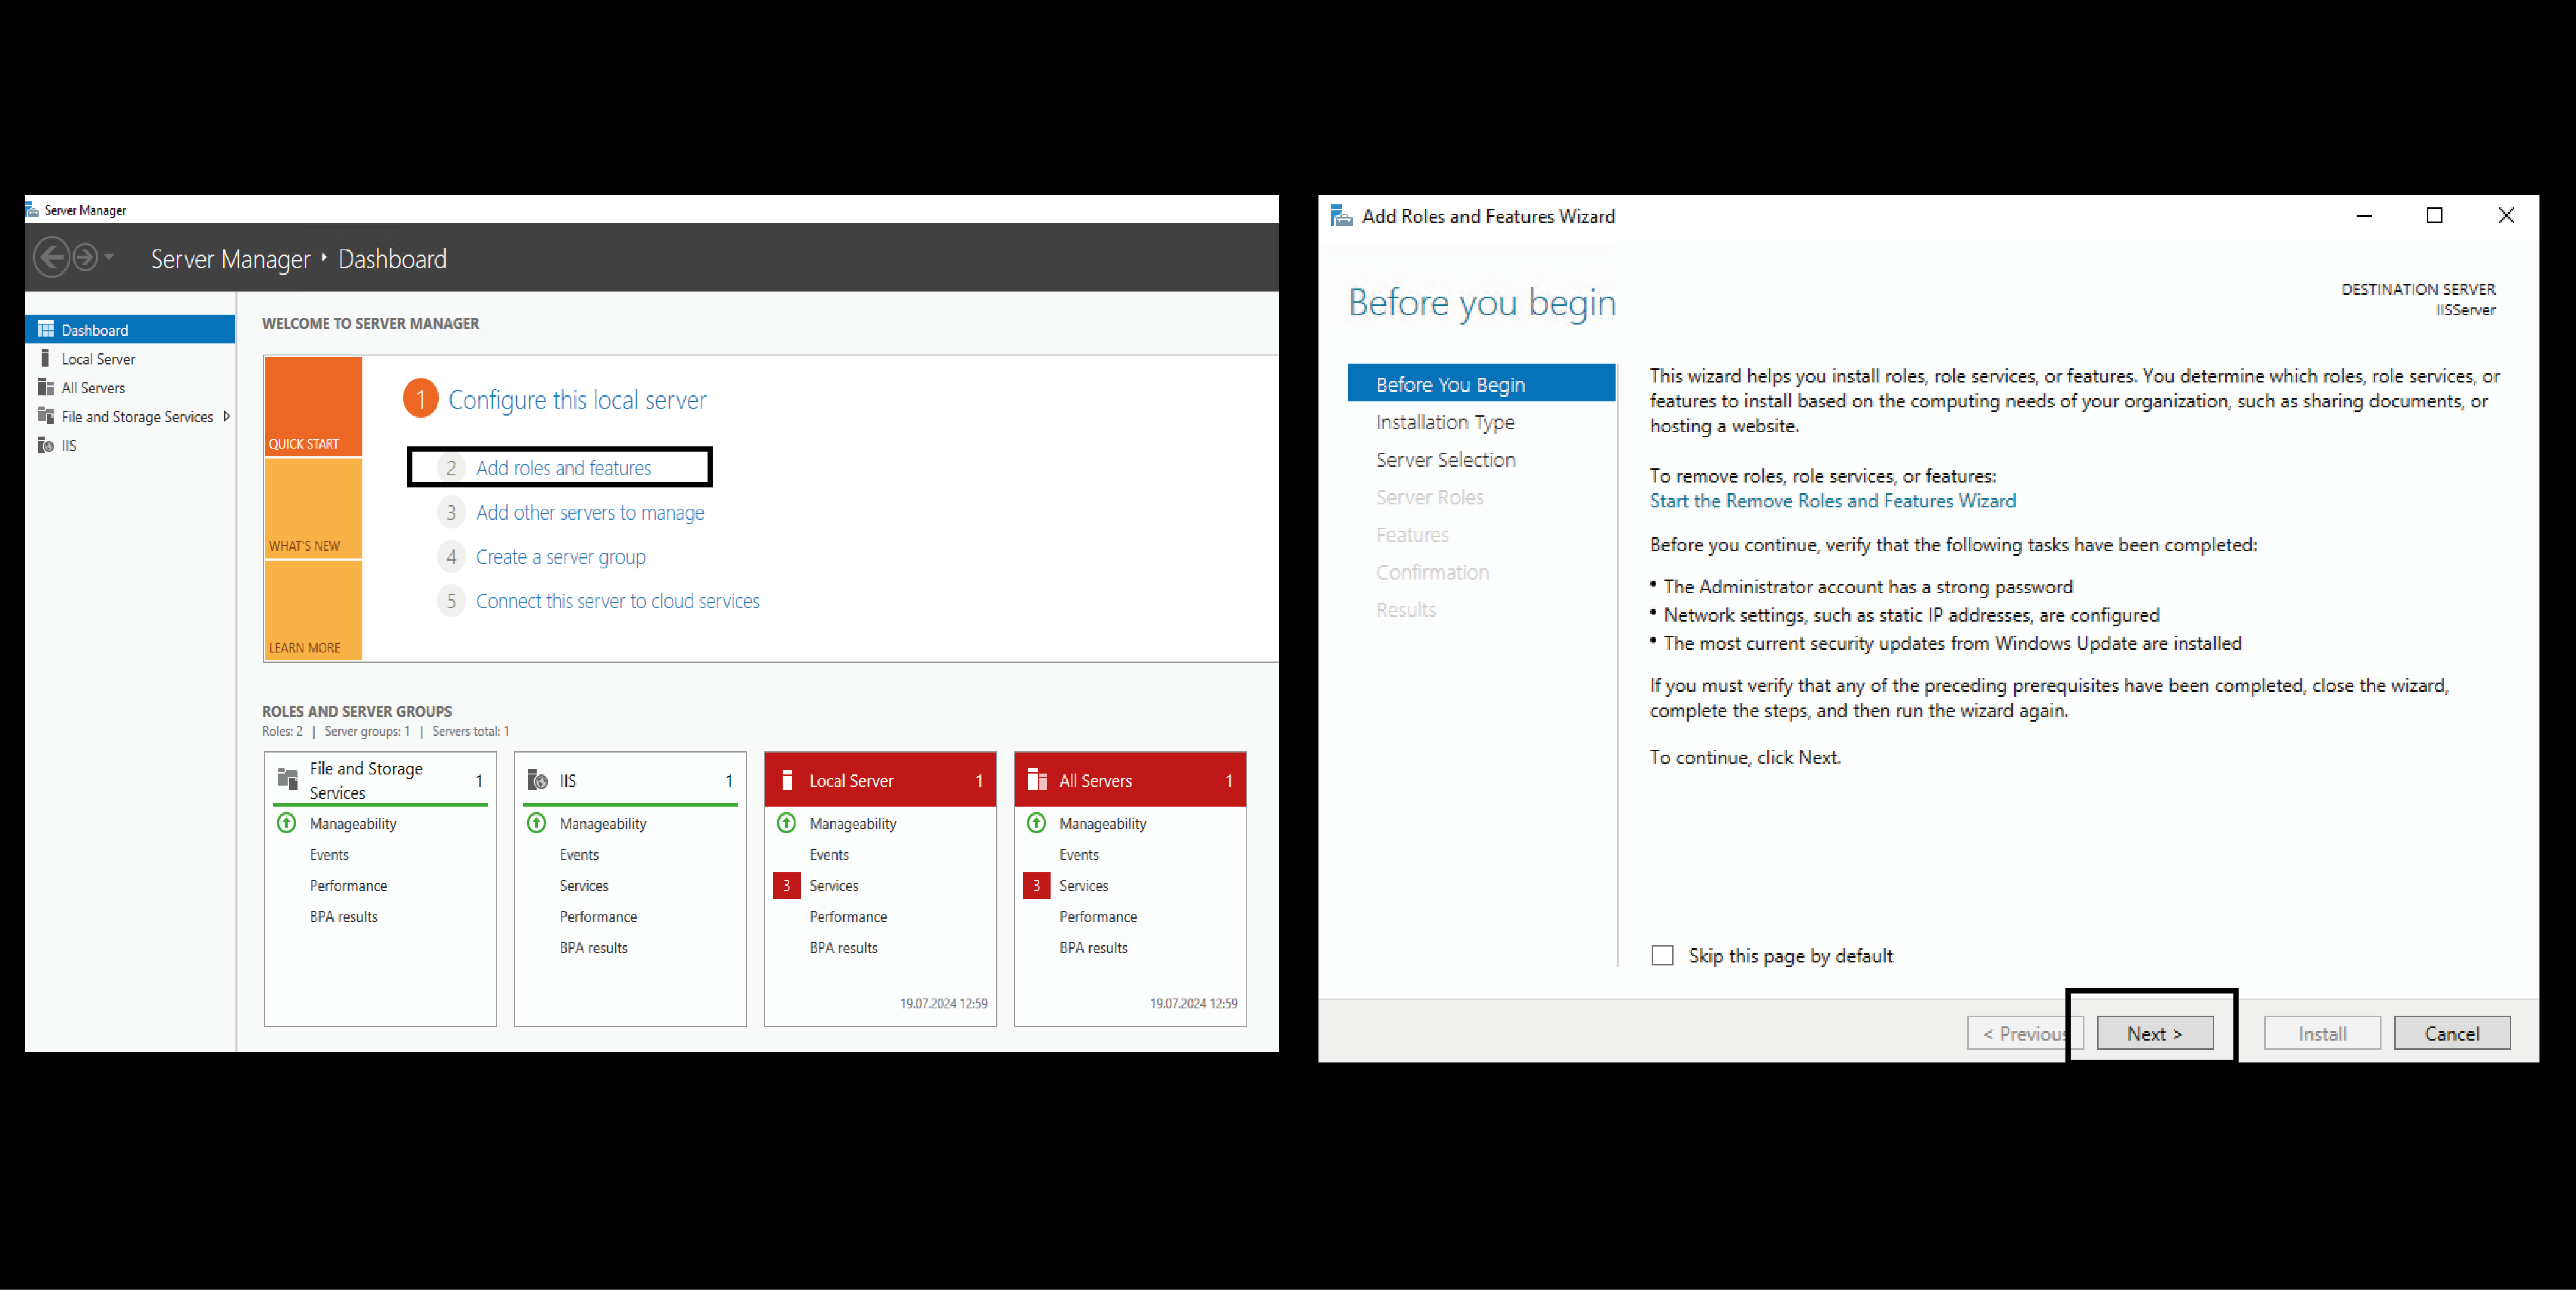 Server Manager
Server Manager ‣ Dashboard
Dashboard
Local Server
All Servers
File and Storage Services
IIS
WELCOME TO SERVER MANAGER
QUICK START
WHAT'S NEW
LEARN MORE
1 Configure this local server
2 Add roles and features
3 Add other servers to manage
4 Create a server group
5 Connect this server to cloud services
ROLES AND SERVER GROUPS
Roles: 2 | Server groups: 1 | Servers total: 1
File and Storage
Services 1
Manageability
Events
Performance
BPA results
IIS 1
Manageability
Events
Services
Performance
BPA results
Local Server 1
Manageability
Events
3 Services
Performance
BPA results
19.07.2024 12:59
All Servers 1
Manageability
Events
3 Services
Performance
BPA results
19.07.2024 12:59
Add Roles and Features Wizard
Before you begin
DESTINATION SERVER
IISServer
Before You Begin
Installation Type
Server Selection
Server Roles
Features
Confirmation
Results
This wizard helps you install roles, role services, or features. You determine which roles, role services, or
features to install based on the computing needs of your organization, such as sharing documents, or
hosting a website.
To remove roles, role services, or features:
Start the Remove Roles and Features Wizard
Before you continue, verify that the following tasks have been completed:
• The Administrator account has a strong password
• Network settings, such as static IP addresses, are configured
• The most current security updates from Windows Update are installed
If you must verify that any of the preceding prerequisites have been completed, close the wizard,
complete the steps, and then run the wizard again.
To continue, click Next.
Skip this page by default
< Previous
Next >
Install
Cancel